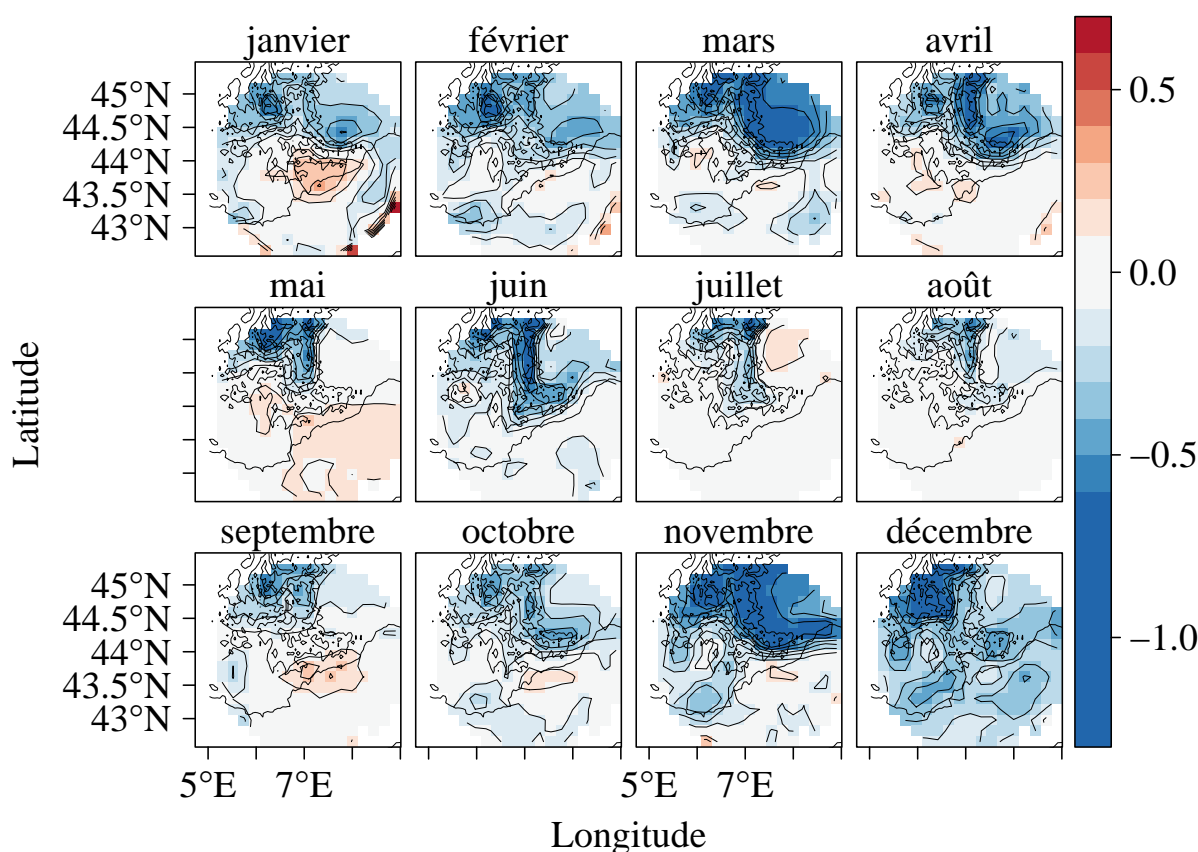 janvier février mars avril
45°N
44.5°N
44°N
43.5°N
43°N
mai juin juillet août
septembre octobre novembre décembre
45°N
44.5°N
44°N
43.5°N
43°N
5°E 7°E 5°E 7°E
Longitude
Latitude
0.5
0.0
−0.5
−1.0